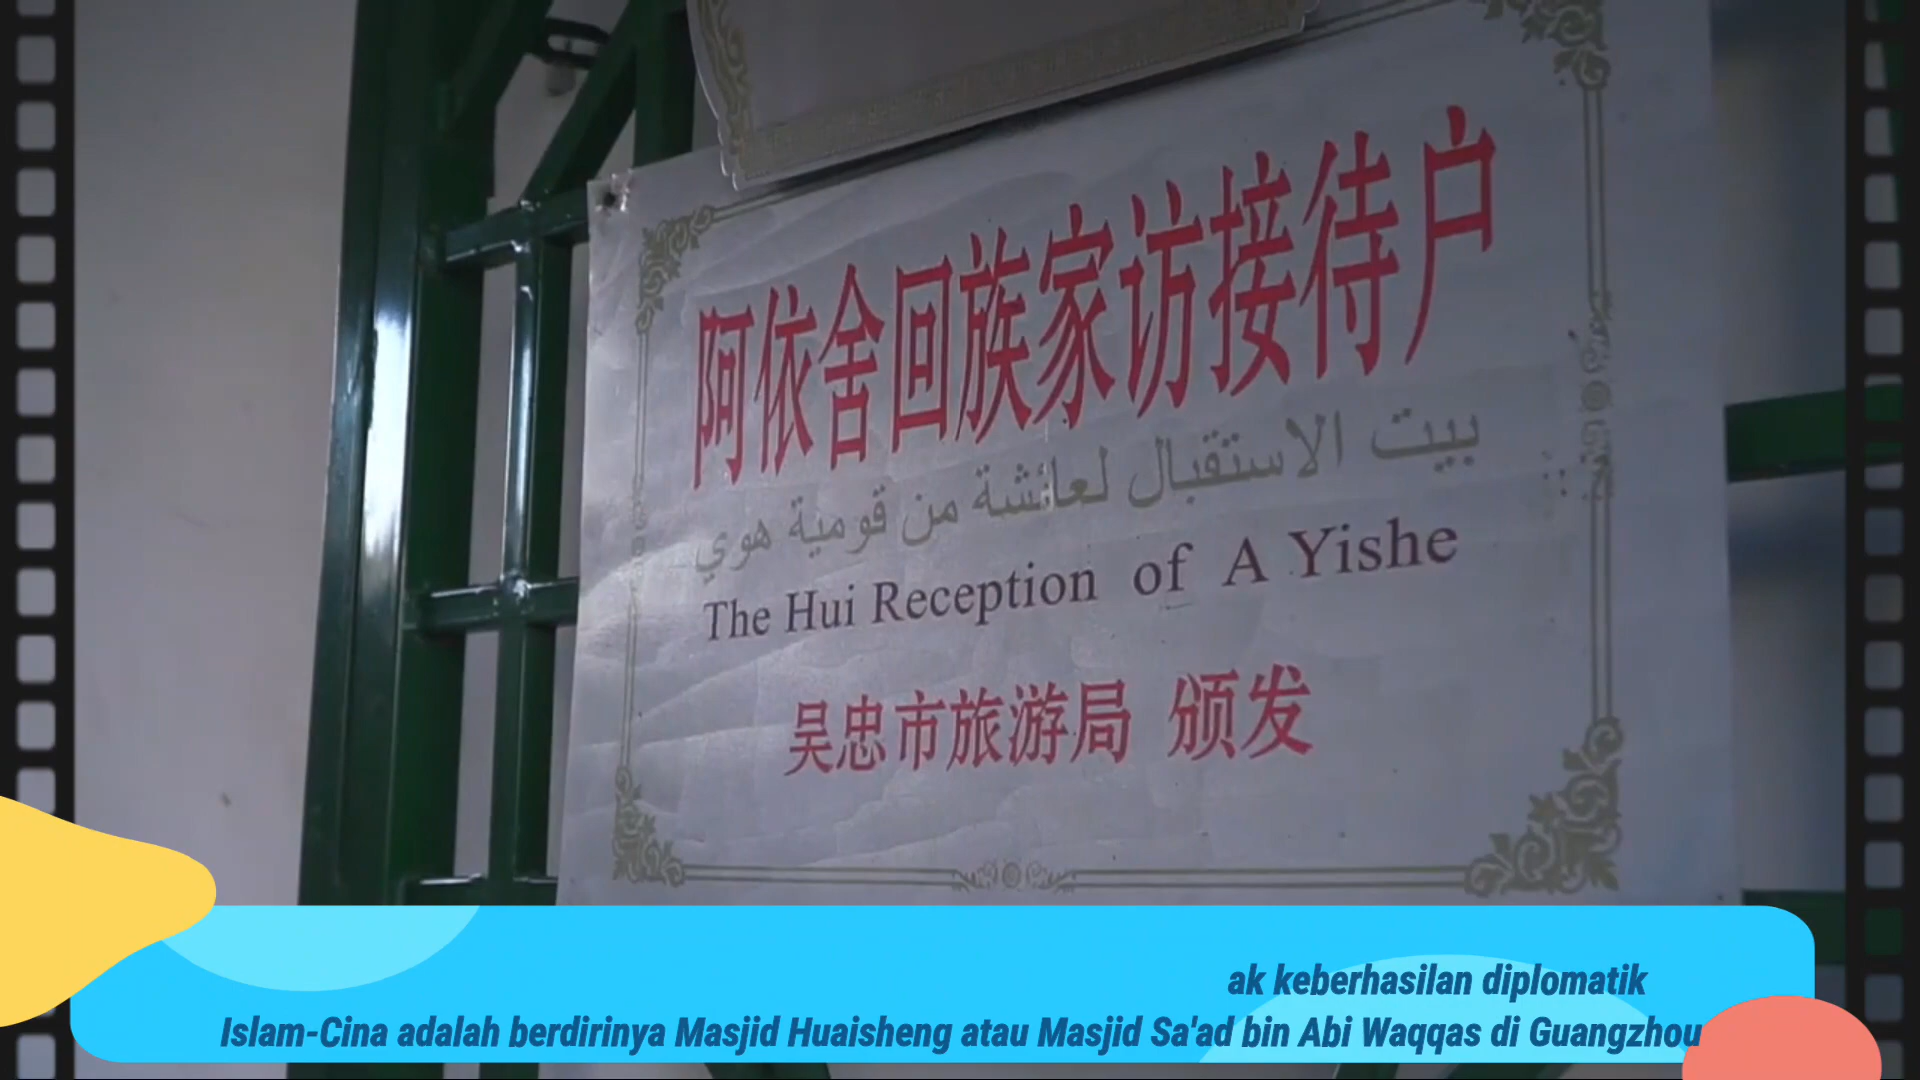 阿依舍回族家访接待户
بيت الاستقبال لعائشة من قومية هوي
The Hui Reception of A Yishe
吴忠市旅游局 颁发
ak keberhasilan diplomatik
Islam-Cina adalah berdirinya Masjid Huaisheng atau Masjid Sa'ad bin Abi Waqqas di Guangzhou